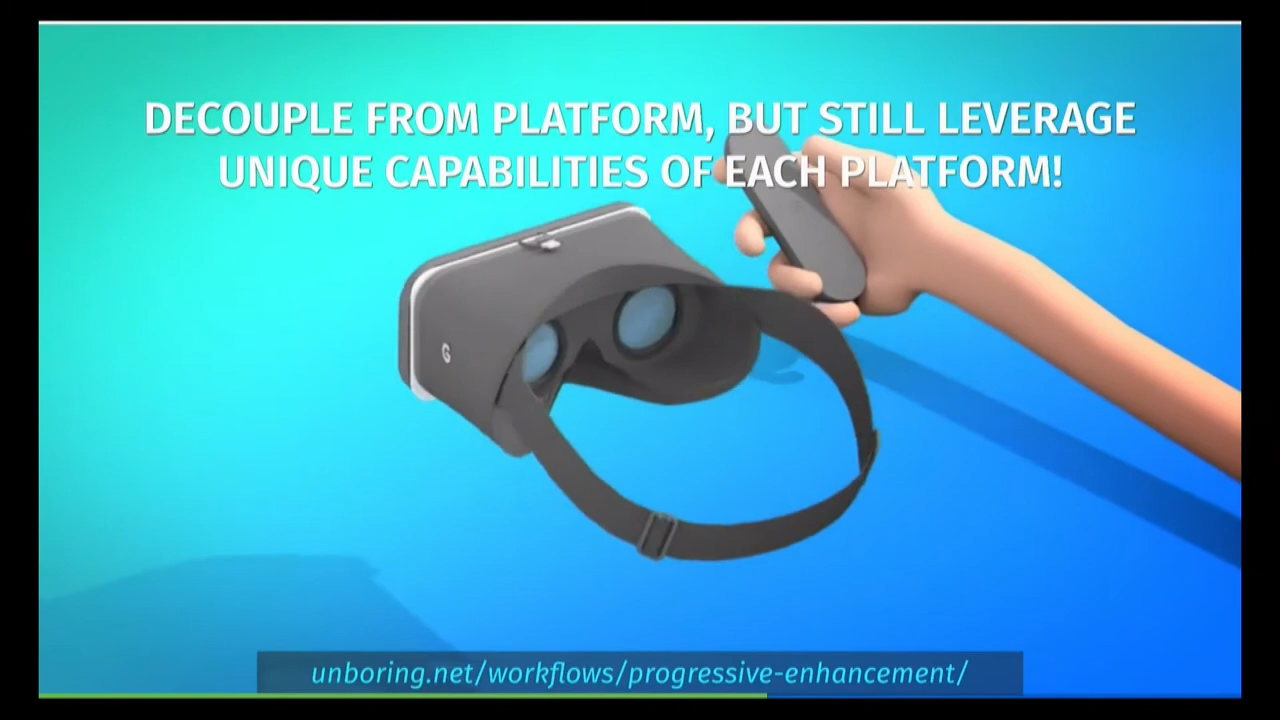 DECOUPLE FROM PLATFORM, BUT STILL LEVERAGE
UNIQUE CAPABILITIES OF EACH PLATFORM!
G
unboring.net/workflows/progressive-enhancement/